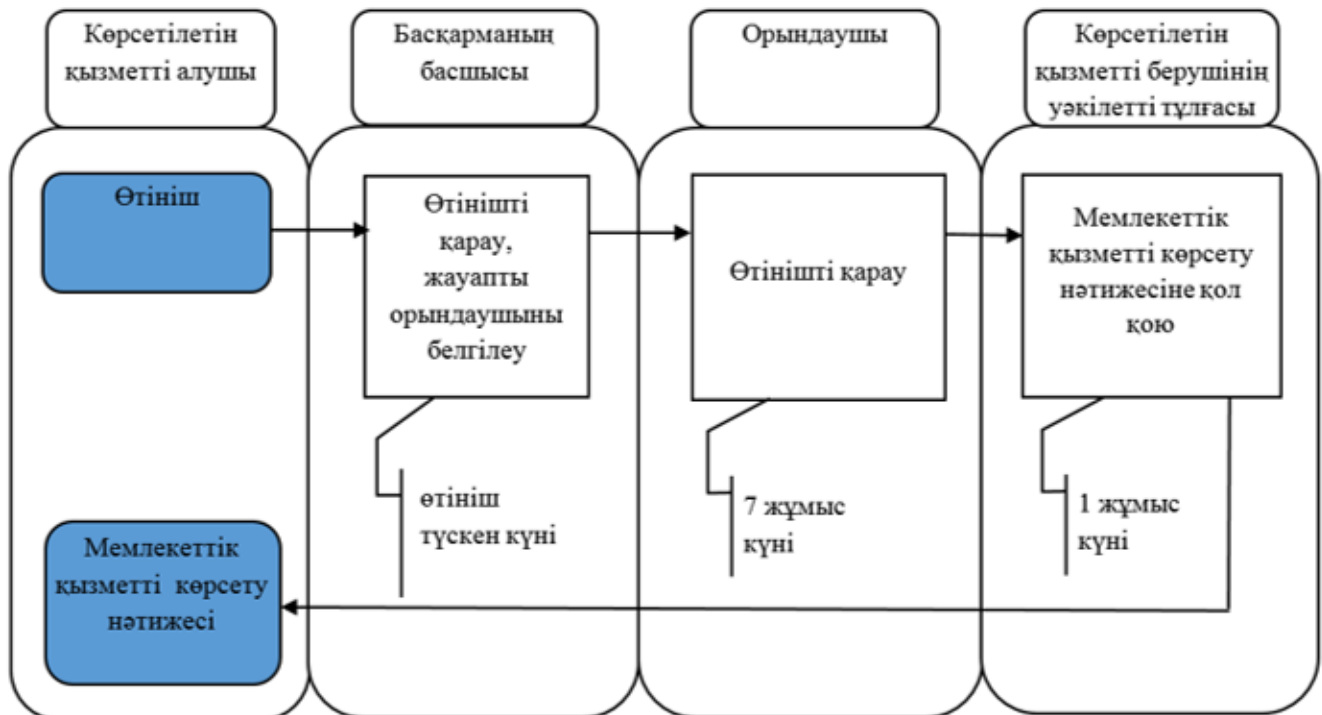 Көрсетілетін
қызметті алушы
Басқарманың
басшысы
Орындаушы
Көрсетілетін
қызметті берушінің
уәкілетті тұлғасы
Өтініш
Өтінішті
қарау,
жауапты
орындаушыны
белгілеу
Өтінішті қарау
Мемлекеттік
қызметті көрсету
нәтижесіне қол
қою
өтініш
түскен күні
7 жұмыс
күні
1 жұмыс
күні
Мемлекеттік
қызметті көрсету
нәтижесі